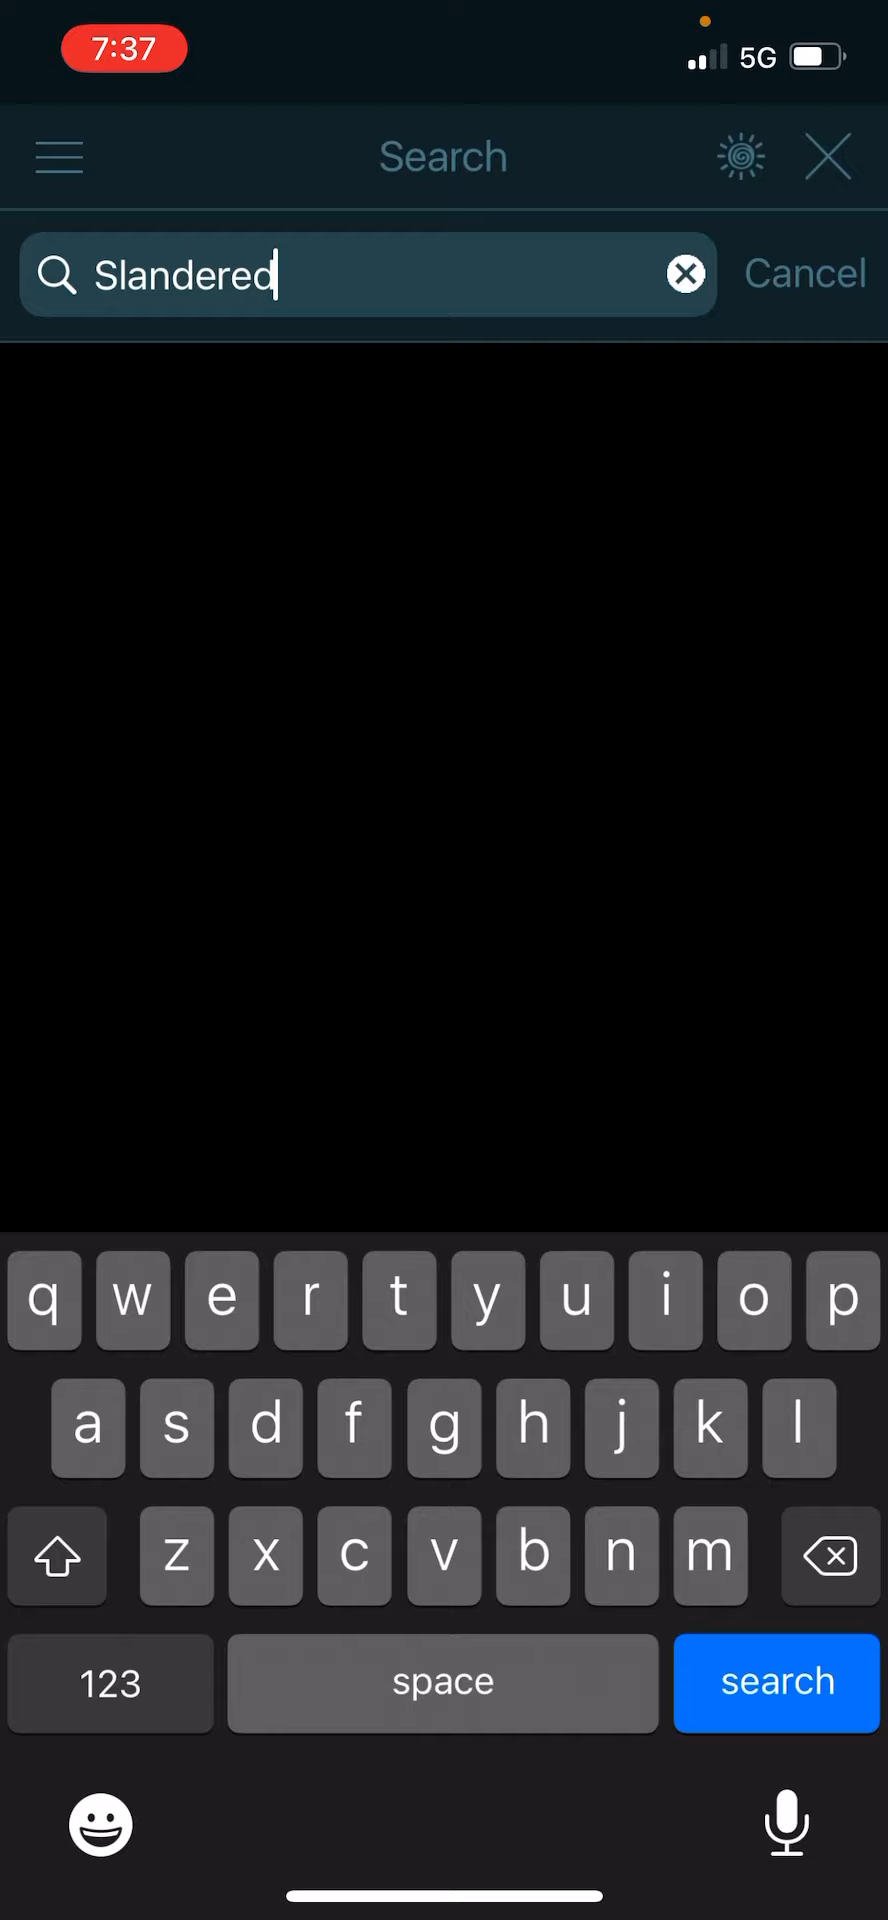 7:37
5G
Search
Slandered
Cancel
q w e r t y u i o p
a s d f g h j k l
z x c v b n m
123 space search